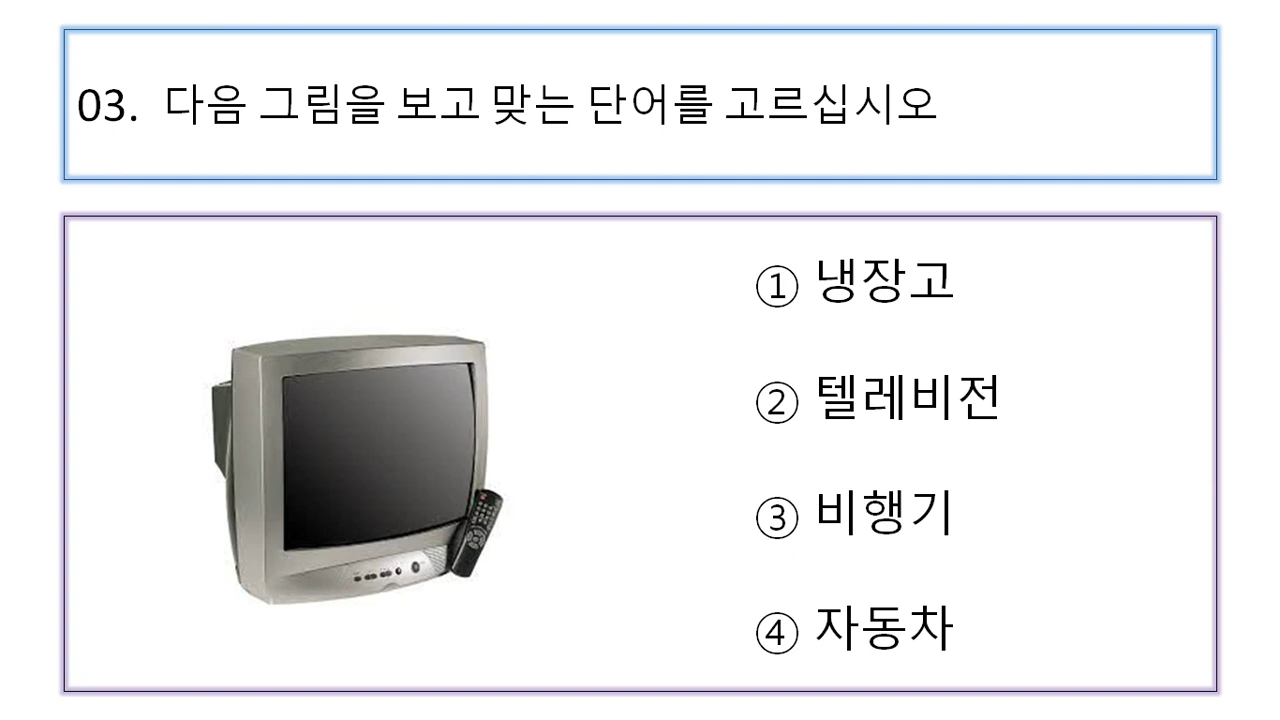 03. 다음 그림을 보고 맞는 단어를 고르십시오
① 냉장고
② 텔레비전
③ 비행기
④ 자동차